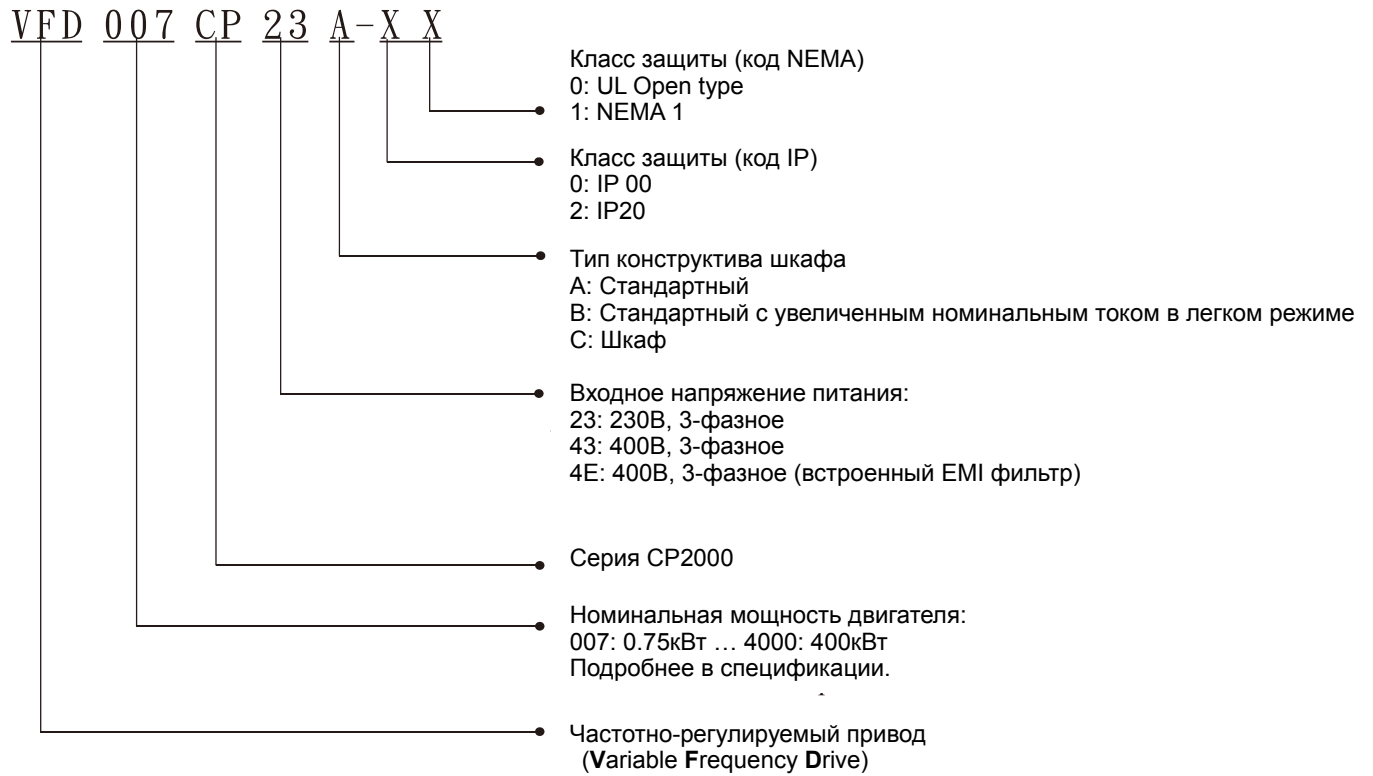 VFD 007 CP 23 A-X X
Класс защиты (код NEMA)
0: UL Open type
1: NEMA 1
Класс защиты (код IP)
0: IP 00
2: IP20
Тип конструктива шкафа
A: Стандартный
B: Стандартный с увеличенным номинальным током в легком режиме
C: Шкаф
Входное напряжение питания:
23: 230В, 3-фазное
43: 400В, 3-фазное
4E: 400В, 3-фазное (встроенный EMI фильтр)
Серия CP2000
Номинальная мощность двигателя:
007: 0.75кВт … 4000: 400кВт
Подробнее в спецификации.
Частотно-регулируемый привод
(Variable Frequency Drive)